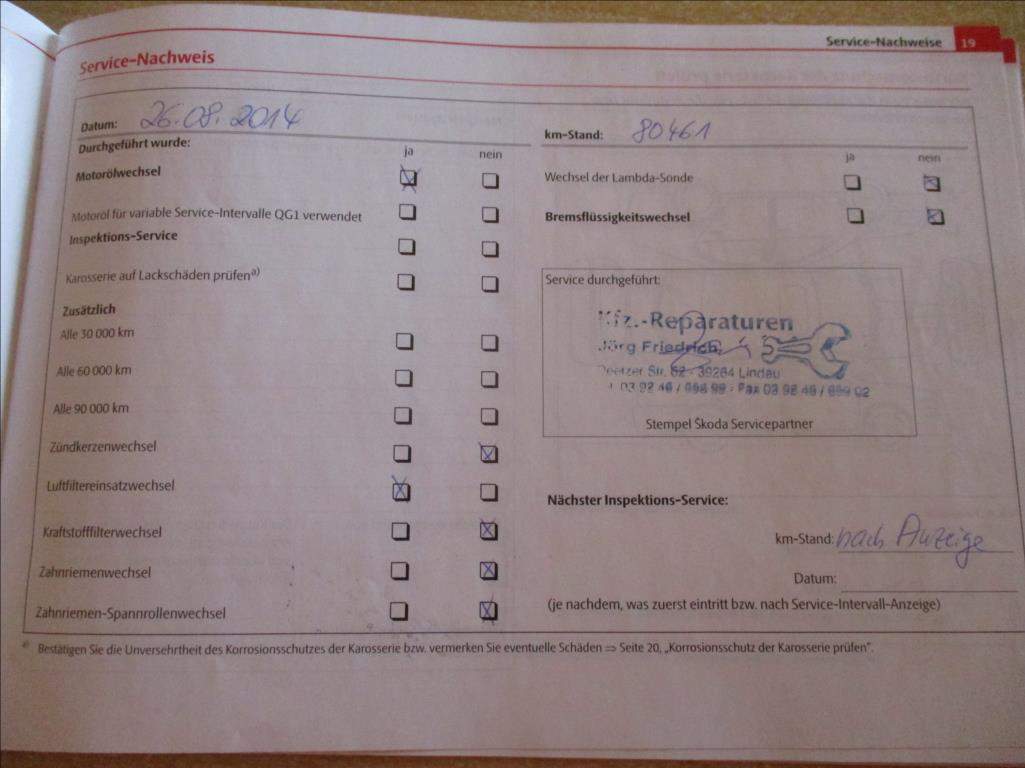 Service-Nachweise 19
Service-Nachweis
Datum: 26.08.2014
Durchgeführt wurde:
ja nein
Motorölwechsel
Motoröl für variable Service-Intervalle QG1 verwendet
Inspektions-Service
Karosserie auf Lackschäden prüfen a)
Zusätzlich
Alle 30 000 km
Alle 60 000 km
Alle 90 000 km
Zündkerzenwechsel
Luftfiltereinsatzwechsel
Kraftstofffilterwechsel
Zahnriemenwechsel
Zahnriemen-Spannrollenwechsel
km-Stand: 80461
ja nein
Wechsel der Lambda-Sonde
Bremsflüssigkeitswechsel
Service durchgeführt:
Kfz.-Reparaturen
Jörg Friedrich
Str. 62 - 39264 Lindau
Stempel Škoda Servicepartner
Nächster Inspektions-Service:
km-Stand: nach Anzeige
Datum:
(je nachdem, was zuerst eintritt bzw. nach Service-Intervall-Anzeige)
a) Bestätigen Sie die Unversehrtheit des Korrosionsschutzes der Karosserie bzw. vermerken Sie eventuelle Schäden ⇒ Seite 20, „Korrosionsschutz der Karosserie prüfen“.